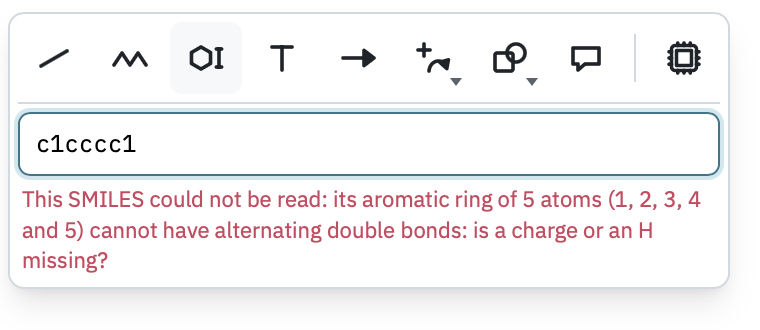 T
c1cccc1
This SMILES could not be read: its aromatic ring of 5 atoms (1, 2, 3, 4
and 5) cannot have alternating double bonds: is a charge or an H
missing?